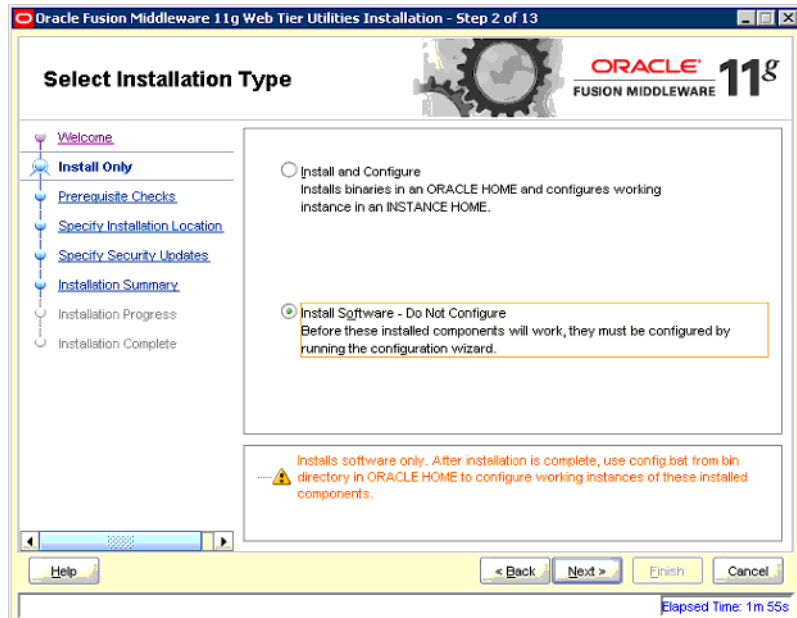 Oracle Fusion Middleware 11g Web Tier Utilities Installation - Step 2 of 13
Select Installation Type
ORACLE
FUSION MIDDLEWARE
11g
Welcome
Install Only
Prerequisite Checks
Specify Installation Location
Specify Security Updates
Installation Summary
Installation Progress
Installation Complete
Install and Configure
Installs binaries in an ORACLE HOME and configures working
instance in an INSTANCE HOME.
Install Software - Do Not Configure
Before these installed components will work, they must be configured by
running the configuration wizard.
Installs software only. After installation is complete, use config.bat from bin
directory in ORACLE HOME to configure working instances of these installed
components.
Help
< Back
Next >
Finish
Cancel
Elapsed Time: 1m 55s